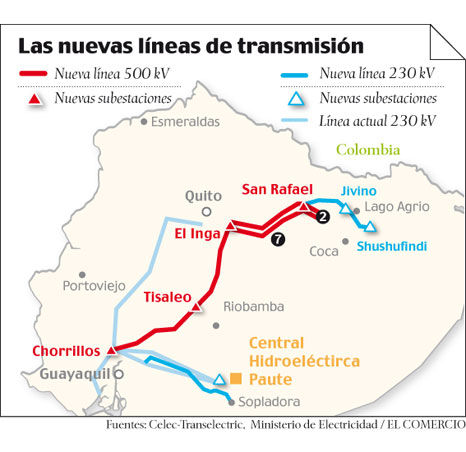 Las nuevas líneas de transmisión
Nueva línea 500 kV
Nueva línea 230 kV
Nuevas subestaciones
Nuevas subestaciones
Línea actual 230 kV
Esmeraldas
Colombia
San Rafael
Jivino
Quito
Lago Agrio
2
El Inga
7
Coca
Shushufindi
Portoviejo
Tisaleo
Riobamba
Chorrillos
Central
Hidroeléctirca
Paute
Guayaquil
Sopladora
Fuentes: Celec-Transelectric, Ministerio de Electricidad / EL COMERCIO